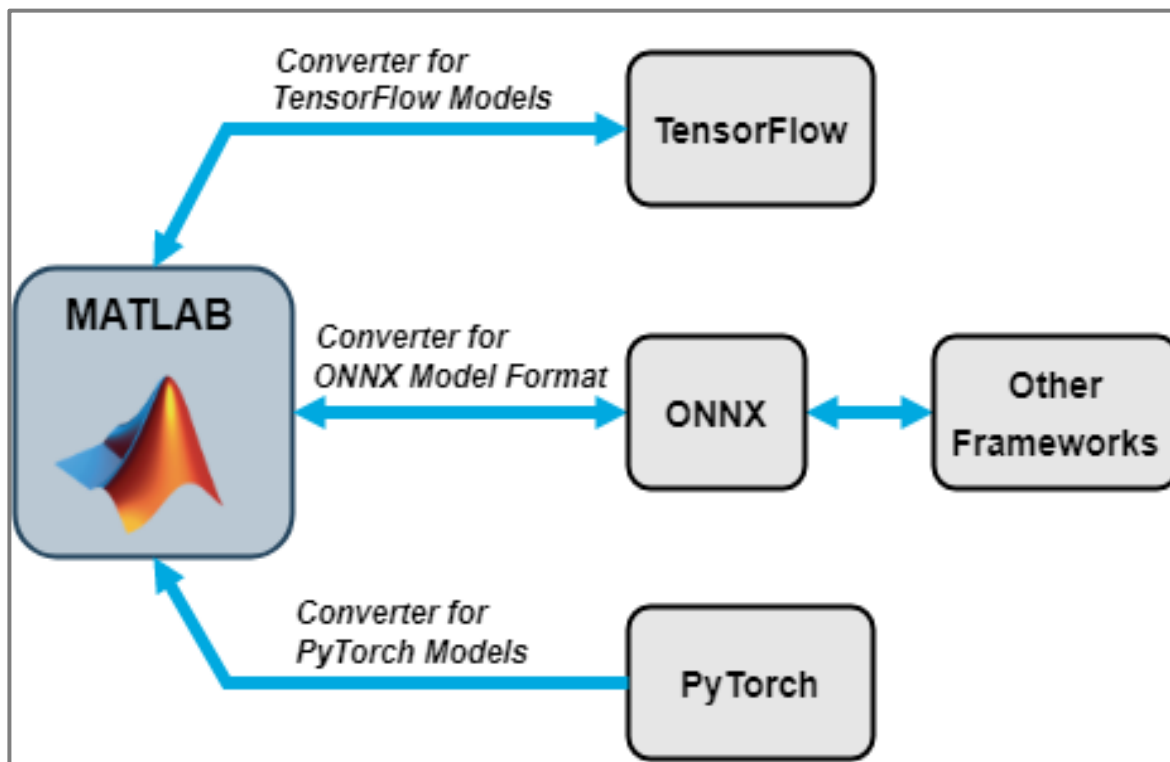 Converter for
TensorFlow Models
TensorFlow
MATLAB
Converter for
ONNX Model Format
ONNX
Other
Frameworks
Converter for
PyTorch Models
PyTorch